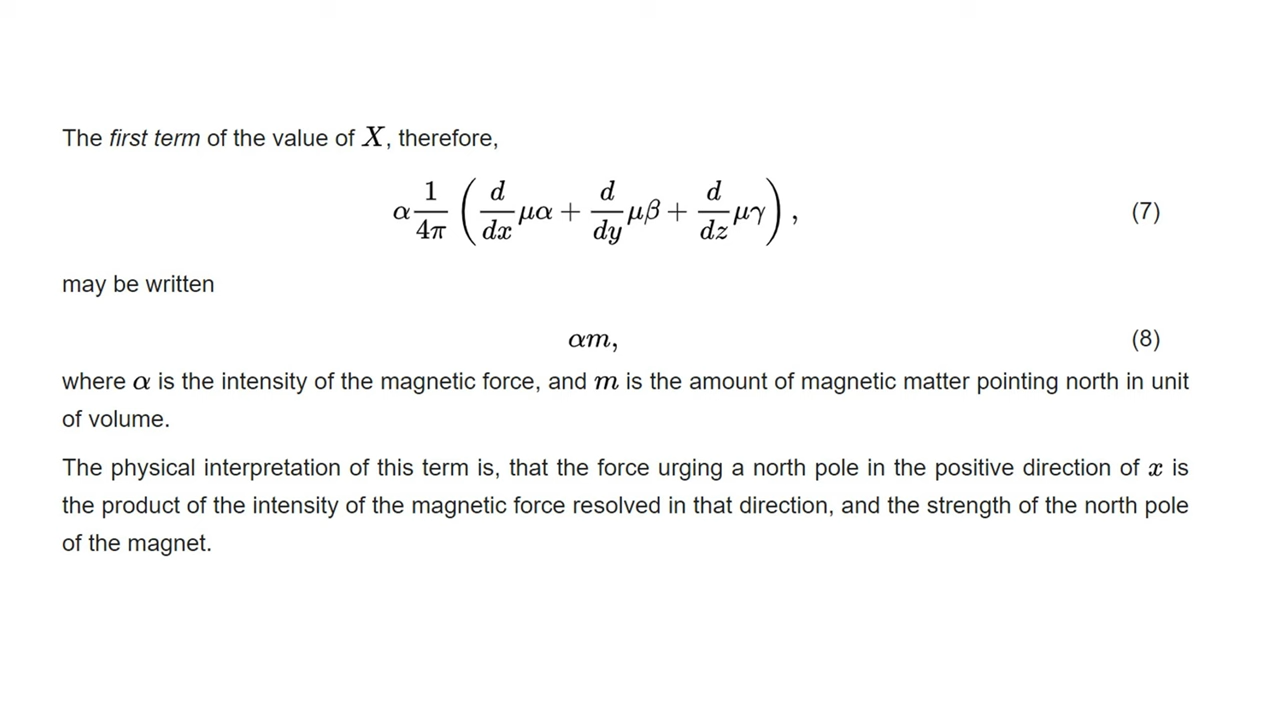 The first term of the value of X, therefore,
α 1/4π (d/dx μα + d/dy μβ + d/dz μγ), (7)
may be written
αm, (8)
where α is the intensity of the magnetic force, and m is the amount of magnetic matter pointing north in unit
of volume.
The physical interpretation of this term is, that the force urging a north pole in the positive direction of x is
the product of the intensity of the magnetic force resolved in that direction, and the strength of the north pole
of the magnet.